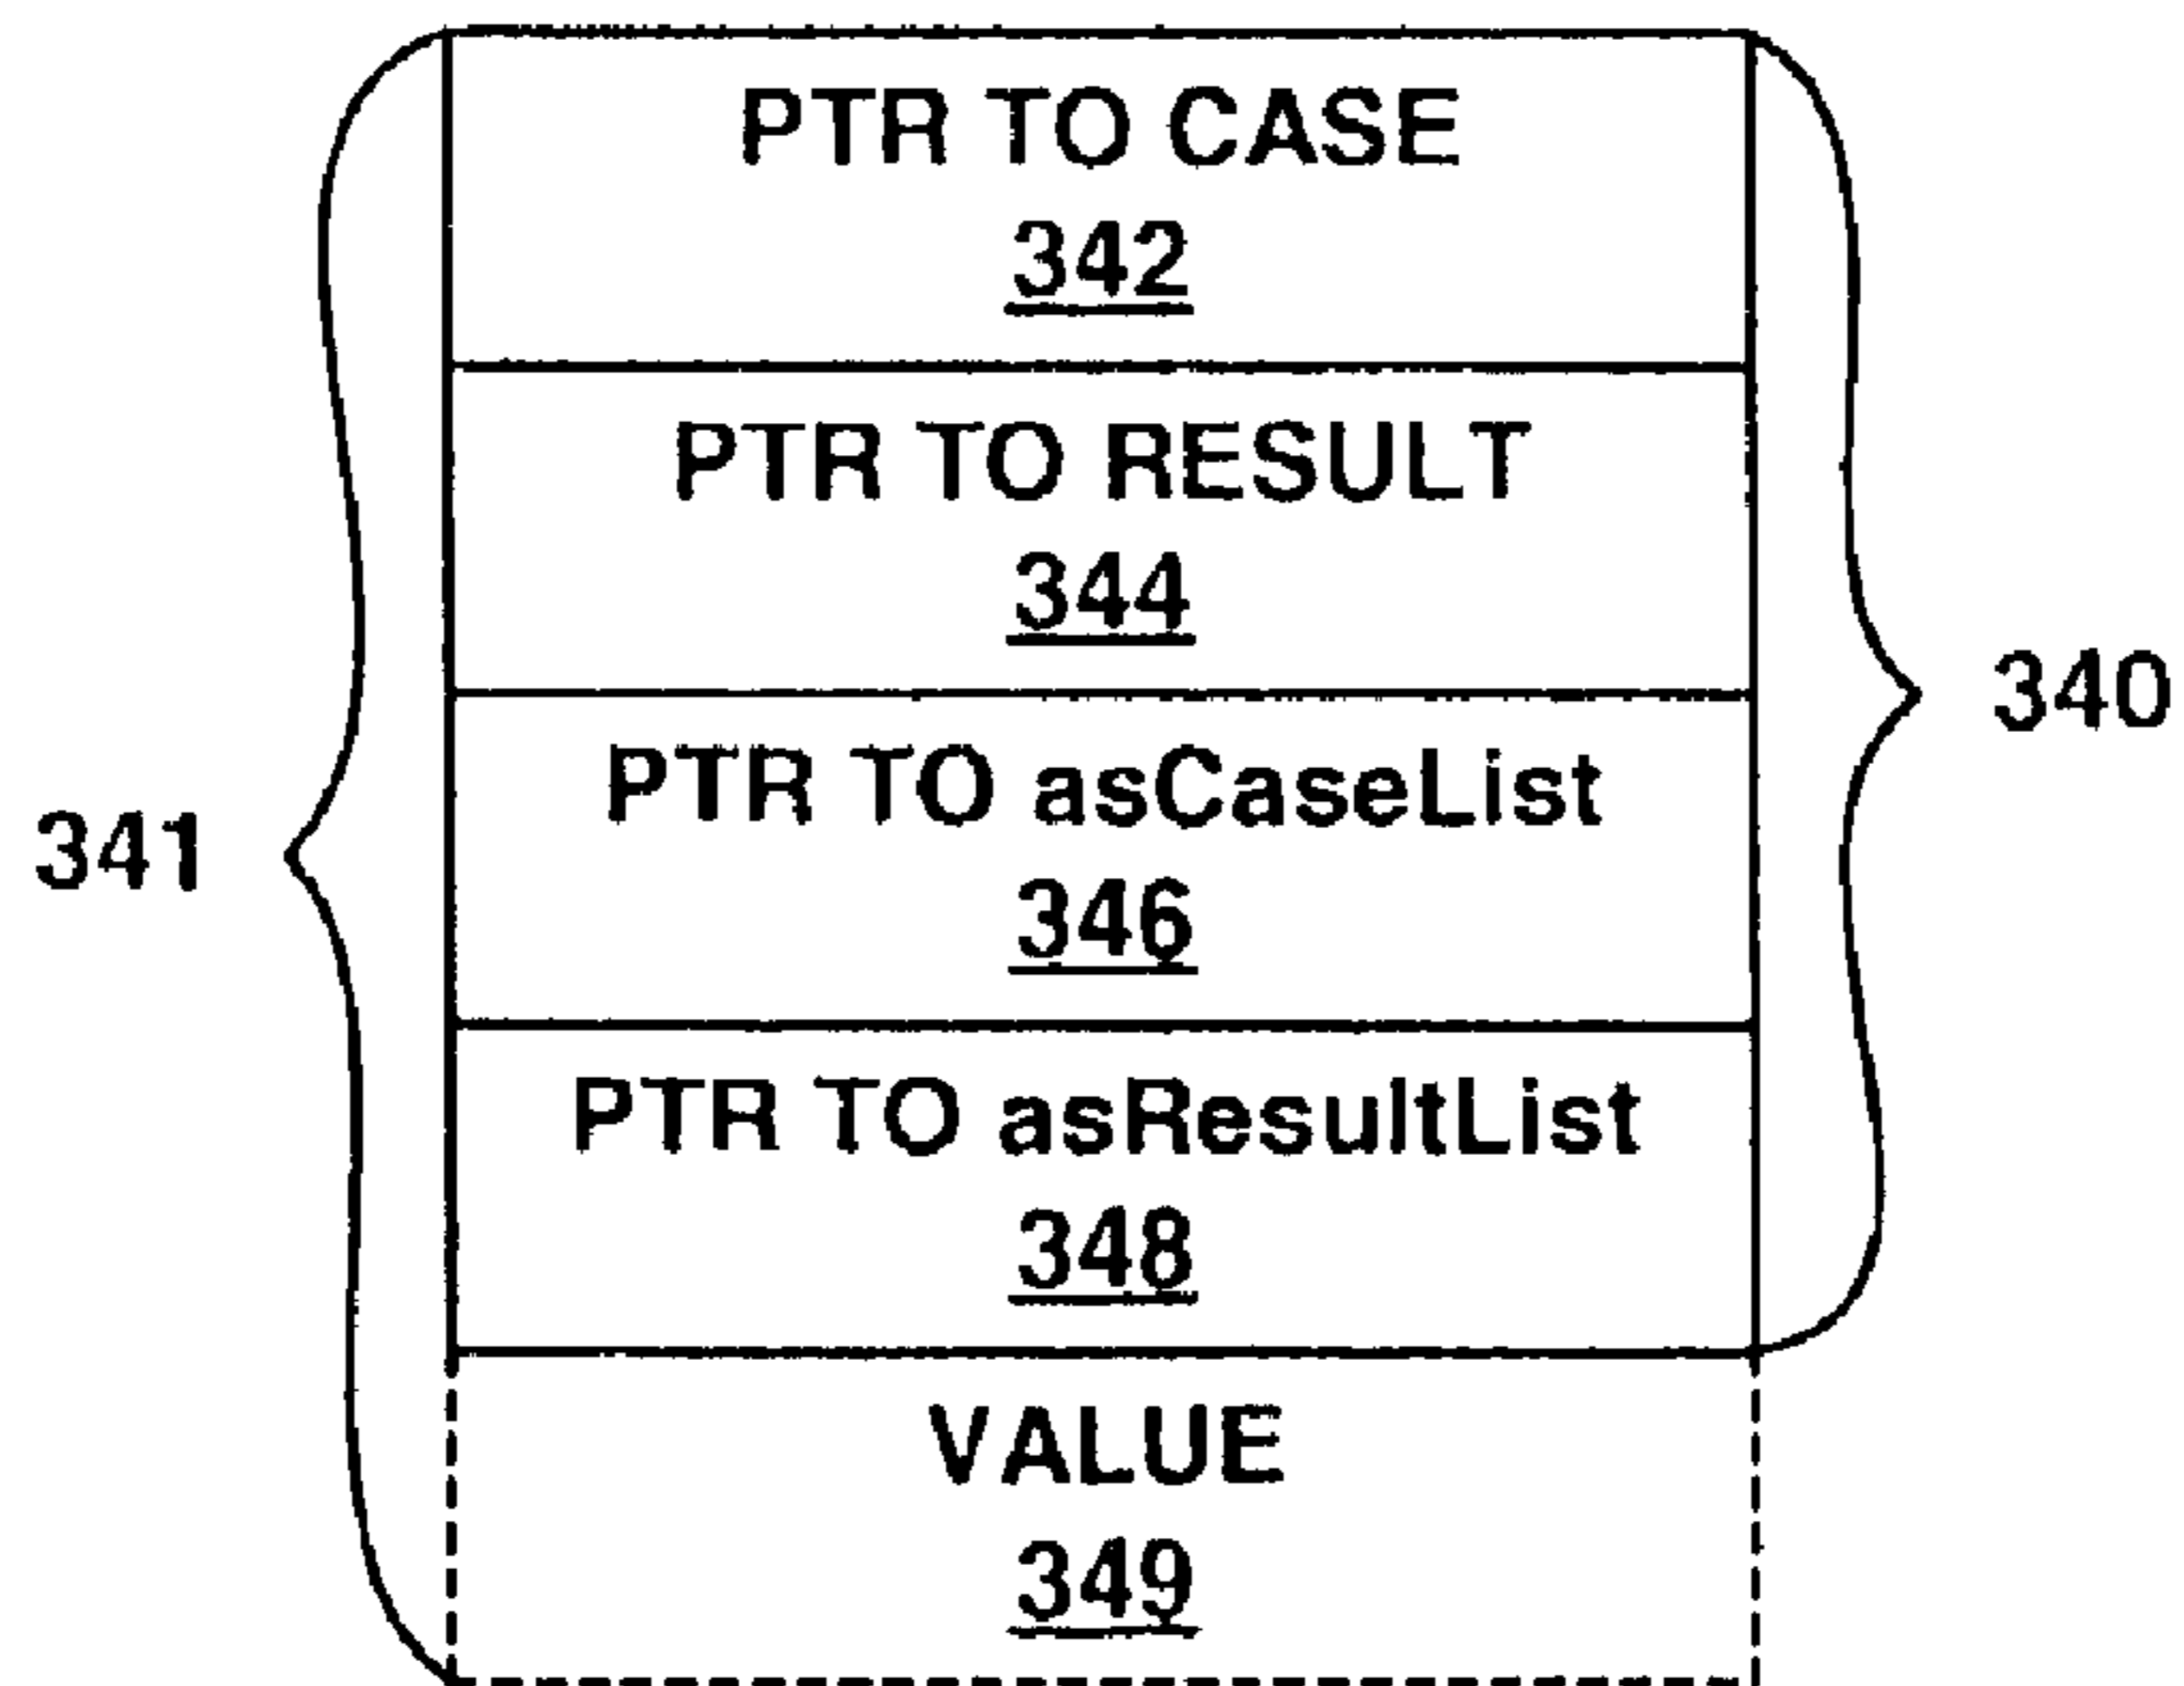 PTR TO CASE
342
PTR TO RESULT
344
340
PTR TO asCaseList
346
341
PTR TO asResultList
348
VALUE
349